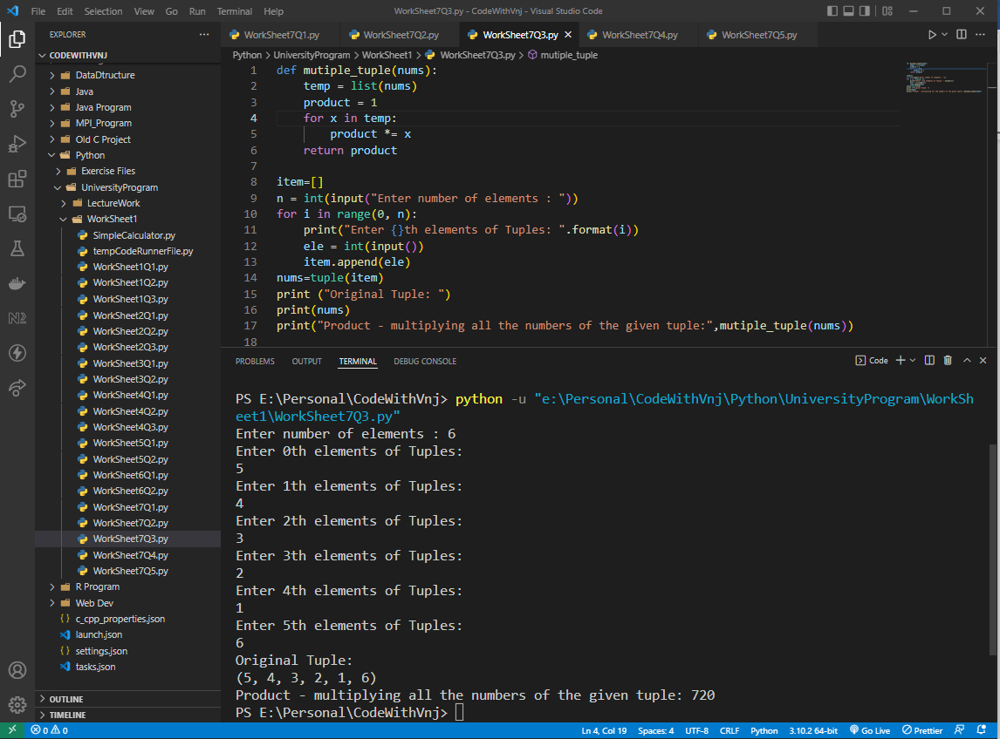 File Edit Selection View Go Run Terminal Help WorkSheet7Q3.py - CodeWithVnj - Visual Studio Code
EXPLORER
CODEWITHVNJ
DataDtructure
Java
Java Program
MPI_Program
Old C Project
Python
Exercise Files
UniversityProgram
LectureWork
WorkSheet1
SimpleCalculator.py
tempCodeRunnerFile.py
WorkSheet1Q1.py
WorkSheet1Q2.py
WorkSheet1Q3.py
WorkSheet2Q1.py
WorkSheet2Q2.py
WorkSheet2Q3.py
WorkSheet3Q1.py
WorkSheet3Q2.py
WorkSheet4Q1.py
WorkSheet4Q2.py
WorkSheet4Q3.py
WorkSheet5Q1.py
WorkSheet5Q2.py
WorkSheet6Q1.py
WorkSheet6Q2.py
WorkSheet7Q1.py
WorkSheet7Q2.py
WorkSheet7Q3.py
WorkSheet7Q4.py
WorkSheet7Q5.py
R Program
Web Dev
{} c_cpp_properties.json
launch.json
{} settings.json
tasks.json
OUTLINE
TIMELINE
WorkSheet7Q1.py WorkSheet7Q2.py WorkSheet7Q3.py WorkSheet7Q4.py WorkSheet7Q5.py
Python > UniversityProgram > WorkSheet1 > WorkSheet7Q3.py > mutiple_tuple
1 def mutiple_tuple(nums):
2 temp = list(nums)
3 product = 1
4 for x in temp:
5 product *= x
6 return product
7
8 item=[]
9 n = int(input("Enter number of elements : "))
10 for i in range(0, n):
11 print("Enter {}th elements of Tuples: ".format(i))
12 ele = int(input())
13 item.append(ele)
14 nums=tuple(item)
15 print ("Original Tuple: ")
16 print(nums)
17 print("Product - multiplying all the numbers of the given tuple:",mutiple_tuple(nums))
18
PROBLEMS OUTPUT TERMINAL DEBUG CONSOLE Code
PS E:\Personal\CodeWithVnj> python -u "e:\Personal\CodeWithVnj\Python\UniversityProgram\WorkSh
eet1\WorkSheet7Q3.py"
Enter number of elements : 6
Enter 0th elements of Tuples:
5
Enter 1th elements of Tuples:
4
Enter 2th elements of Tuples:
3
Enter 3th elements of Tuples:
2
Enter 4th elements of Tuples:
1
Enter 5th elements of Tuples:
6
Original Tuple:
(5, 4, 3, 2, 1, 6)
Product - multiplying all the numbers of the given tuple: 720
PS E:\Personal\CodeWithVnj>
0 0 Ln 4, Col 19 Spaces: 4 UTF-8 CRLF Python 3.10.2 64-bit Go Live Prettier